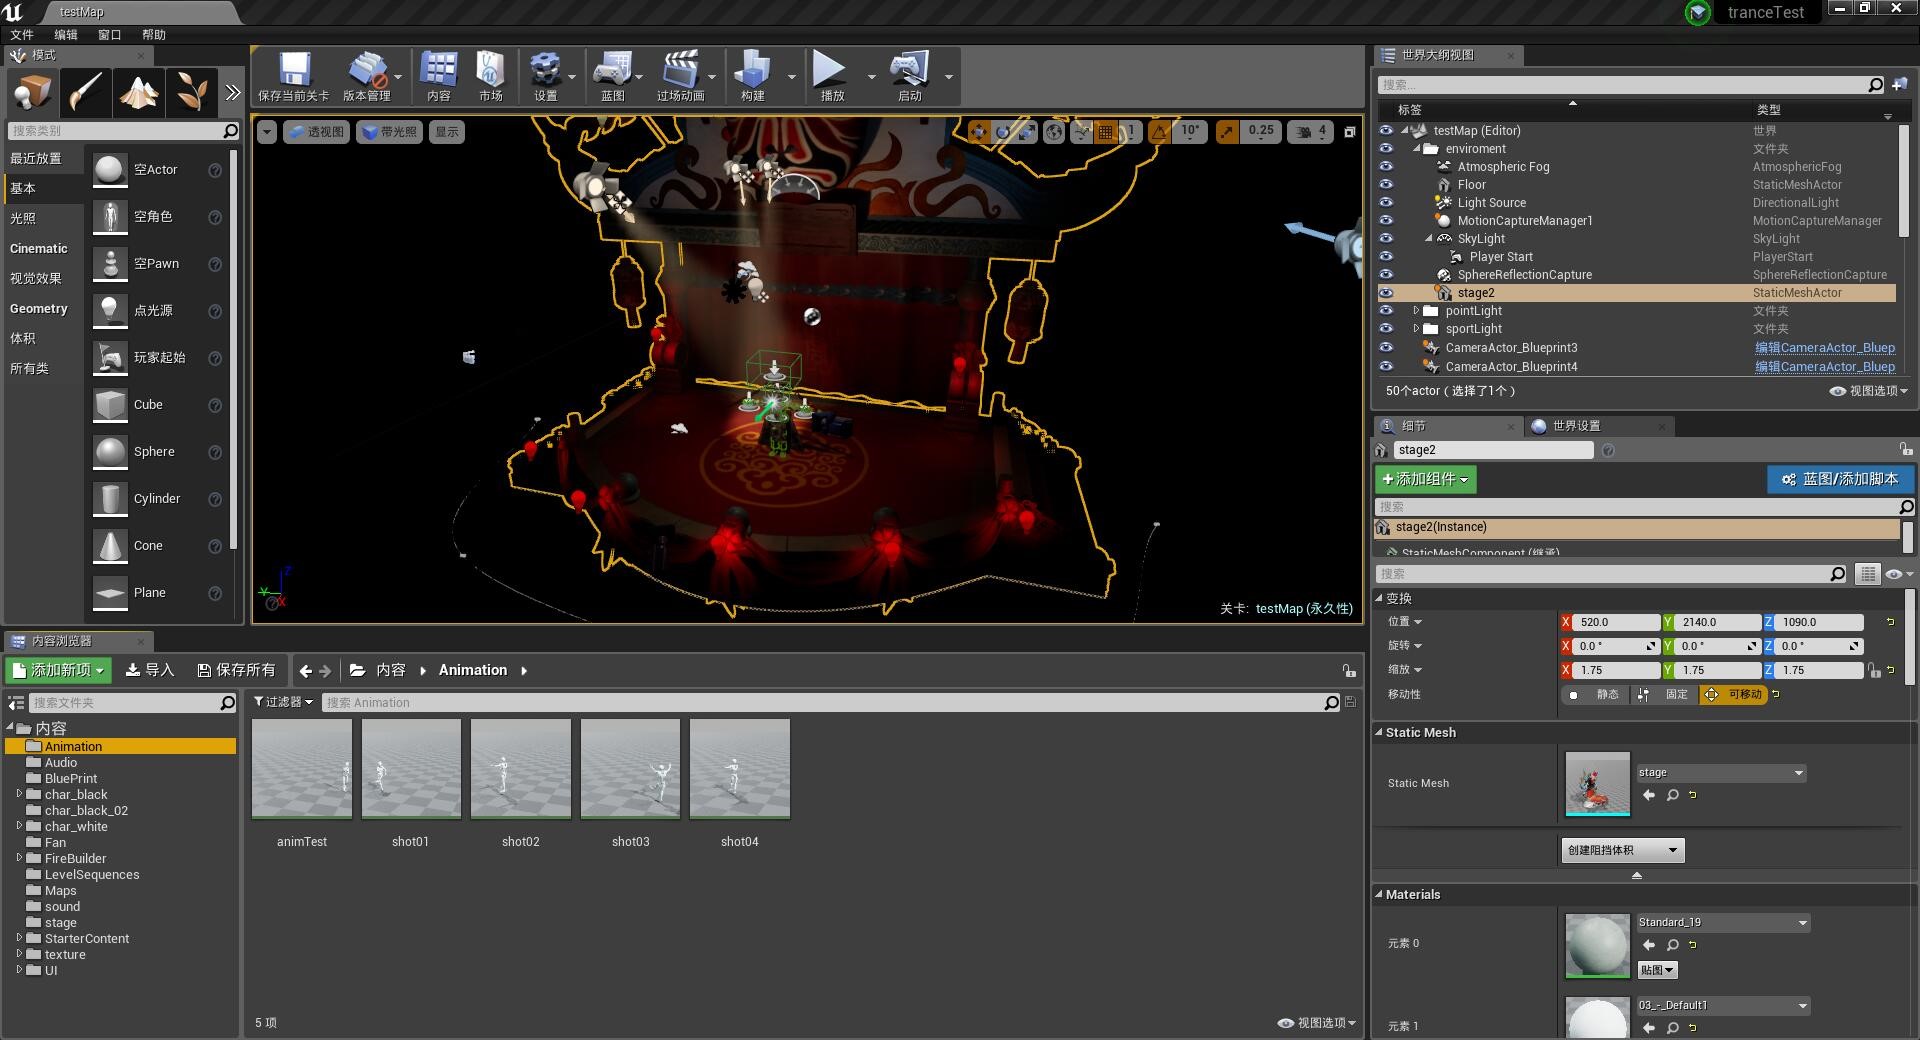 testMap
tranceTest
文件 编辑 窗口 帮助
模式
搜索类别
最近放置
基本
光照
Cinematic
视觉效果
Geometry
体积
所有类
空Actor
空角色
空Pawn
点光源
玩家起始
Cube
Sphere
Cylinder
Cone
Plane
保存当前关卡 版本管理 内容 市场 设置 蓝图 过场动画 构建 播放 启动
透视图 带光照 显示
1 10° 0.25 4
Z
Y
X
关卡: testMap (永久性)
世界大纲视图
搜索...
标签 类型
testMap (Editor) 世界
enviroment 文件夹
Atmospheric Fog AtmosphericFog
Floor StaticMeshActor
Light Source DirectionalLight
MotionCaptureManager1 MotionCaptureManager
SkyLight SkyLight
Player Start PlayerStart
SphereReflectionCapture SphereReflectionCapture
stage2 StaticMeshActor
pointLight 文件夹
sportLight 文件夹
CameraActor_Blueprint3 编辑CameraActor_Bluep
CameraActor_Blueprint4 编辑CameraActor_Bluep
50个actor ( 选择了1个 )
视图选项
细节 世界设置
stage2
+添加组件 蓝图/添加脚本
搜索
stage2(Instance)
StaticMeshComponent (继承)
搜索
变换
位置 X 520.0 Y 2140.0 Z 1090.0
旋转 X 0.0 ° Y 0.0 ° Z 0.0 °
缩放 X 1.75 Y 1.75 Z 1.75
移动性 静态 固定 可移动
Static Mesh
Static Mesh stage
创建阻挡体积
Materials
元素 0 Standard_19
贴图
元素 1 03_-_Default1
内容浏览器
添加新项 导入 保存所有 内容 Animation
搜索文件夹
过滤器 搜索 Animation
内容
Animation
Audio
BluePrint
char_black
char_black_02
char_white
Fan
FireBuilder
LevelSequences
Maps
sound
stage
StarterContent
texture
UI
animTest shot01 shot02 shot03 shot04
5 项
视图选项